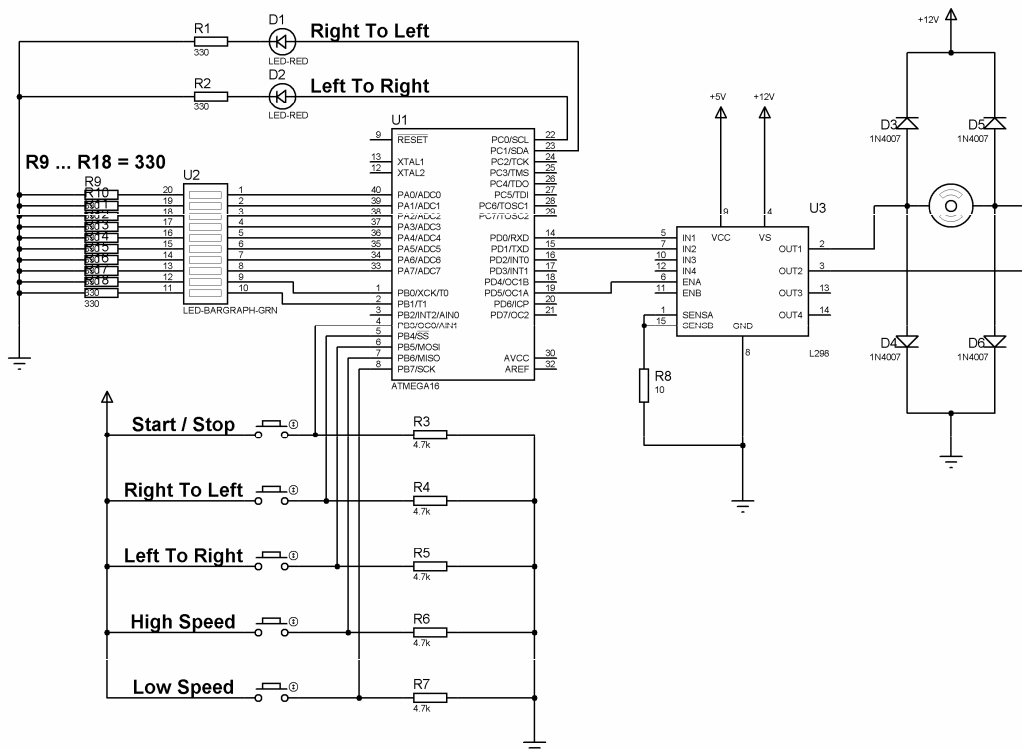 R1
330
D1
LED-RED
Right To Left
R2
330
D2
LED-RED
Left To Right
R9 ... R18 = 330
R9
R10
330
330
U2
20
19
18
17
16
15
14
13
12
11
1
2
3
4
5
6
7
8
9
10
LED-BARGRAPH-GRN
U1
9 RESET
13 XTAL1
12 XTAL2
40 PA0/ADC0
39 PA1/ADC1
38 PA2/ADC2
37 PA3/ADC3
36 PA4/ADC4
35 PA5/ADC5
34 PA6/ADC6
33 PA7/ADC7
1 PB0/XCK/T0
2 PB1/T1
3 PB2/INT2/AIN0
4 PB3/OC0/AIN1
5 PB4/SS
6 PB5/MOSI
7 PB6/MISO
8 PB7/SCK
PC0/SCL 22
PC1/SDA 23
PC2/TCK 24
PC3/TMS 25
PC4/TDO 26
PC5/TDI 27
PC6/TOSC1 28
PC7/TOSC2 29
PD0/RXD 14
PD1/TXD 15
PD2/INT0 16
PD3/INT1 17
PD4/OC1B 18
PD5/OC1A 19
PD6/ICP 20
PD7/OC2 21
AVCC 30
AREF 32
ATMEGA16
+5V
+12V
U3
9
4
VCC
VS
5 IN1
7 IN2
10 IN3
12 IN4
6 ENA
11 ENB
1 SENSA
15 SENSB
GND
8
OUT1 2
OUT2 3
OUT3 13
OUT4 14
L298
R8
10
+12V
D3
1N4007
D5
1N4007
D4
1N4007
D6
1N4007
Start / Stop
R3
4.7k
Right To Left
R4
4.7k
Left To Right
R5
4.7k
High Speed
R6
4.7k
Low Speed
R7
4.7k